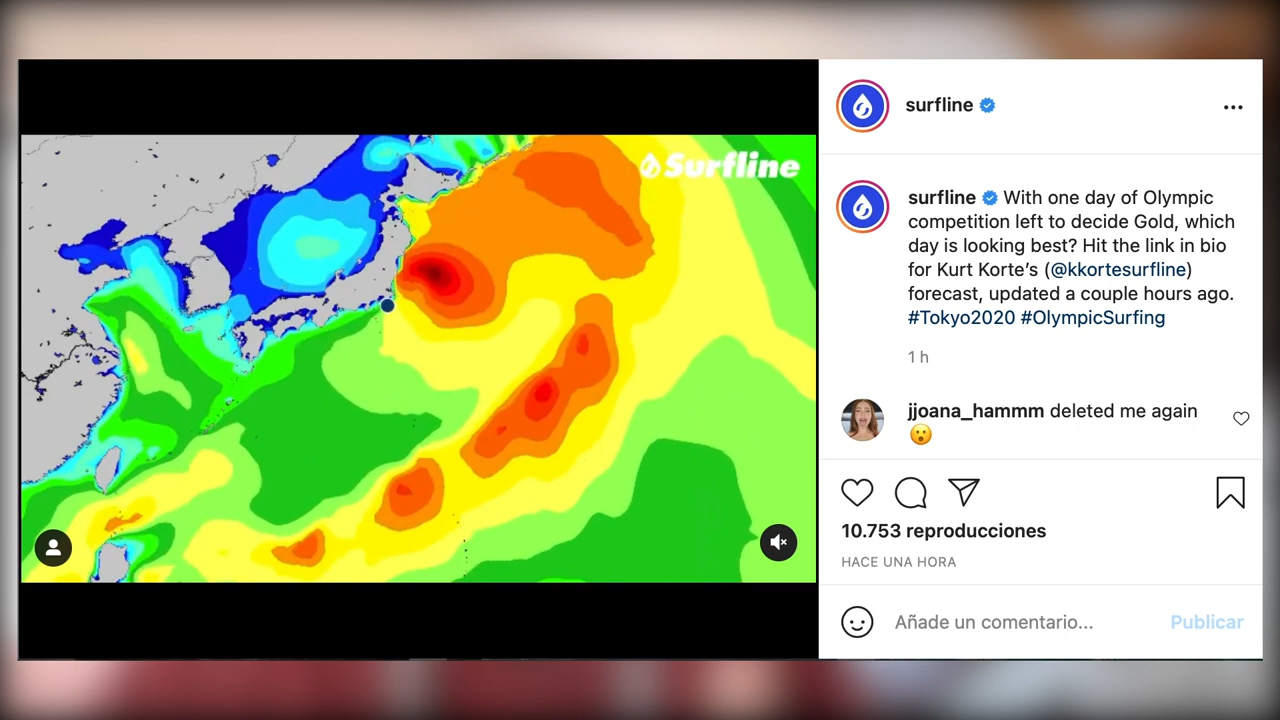 Surfline
surfline
surfline With one day of Olympic
competition left to decide Gold, which
day is looking best? Hit the link in bio
for Kurt Korte’s (@kkortesurfline)
forecast, updated a couple hours ago.
#Tokyo2020 #OlympicSurfing
1 h
jjoana_hammm deleted me again
10.753 reproducciones
HACE UNA HORA
Añade un comentario...
Publicar